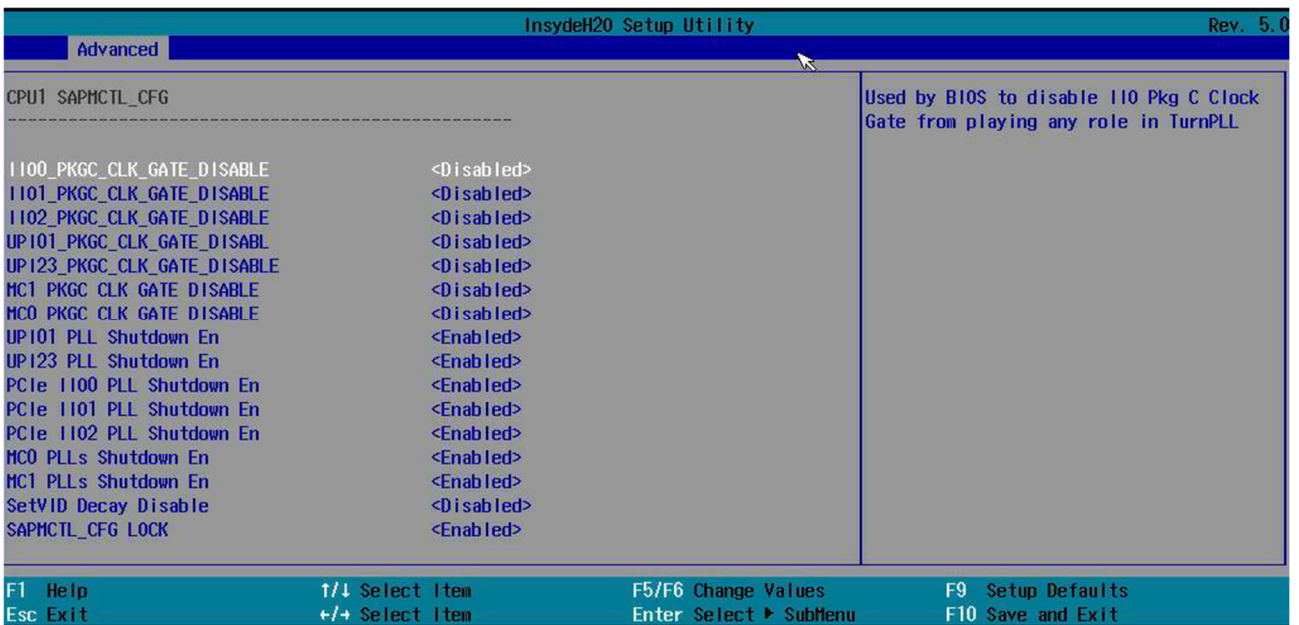 InsydeH2O Setup Utility Rev. 5.0
Advanced
CPU1 SAPMCTL_CFG
--------------------------------------------------
Used by BIOS to disable IIO Pkg C Clock
Gate from playing any role in TurnPLL
IIO0_PKGC_CLK_GATE_DISABLE <Disabled>
IIO1_PKGC_CLK_GATE_DISABLE <Disabled>
IIO2_PKGC_CLK_GATE_DISABLE <Disabled>
UPI01_PKGC_CLK_GATE_DISABL <Disabled>
UPI23_PKGC_CLK_GATE_DISABLE <Disabled>
MC1 PKGC CLK GATE DISABLE <Disabled>
MC0 PKGC CLK GATE DISABLE <Disabled>
UPI01 PLL Shutdown En <Enabled>
UPI23 PLL Shutdown En <Enabled>
PCIe IIO0 PLL Shutdown En <Enabled>
PCIe IIO1 PLL Shutdown En <Enabled>
PCIe IIO2 PLL Shutdown En <Enabled>
MC0 PLLs Shutdown En <Enabled>
MC1 PLLs Shutdown En <Enabled>
SetVID Decay Disable <Disabled>
SAPMCTL_CFG LOCK <Enabled>
F1 Help ↑/↓ Select Item F5/F6 Change Values F9 Setup Defaults
Esc Exit ←/→ Select Item Enter Select ▶ SubMenu F10 Save and Exit